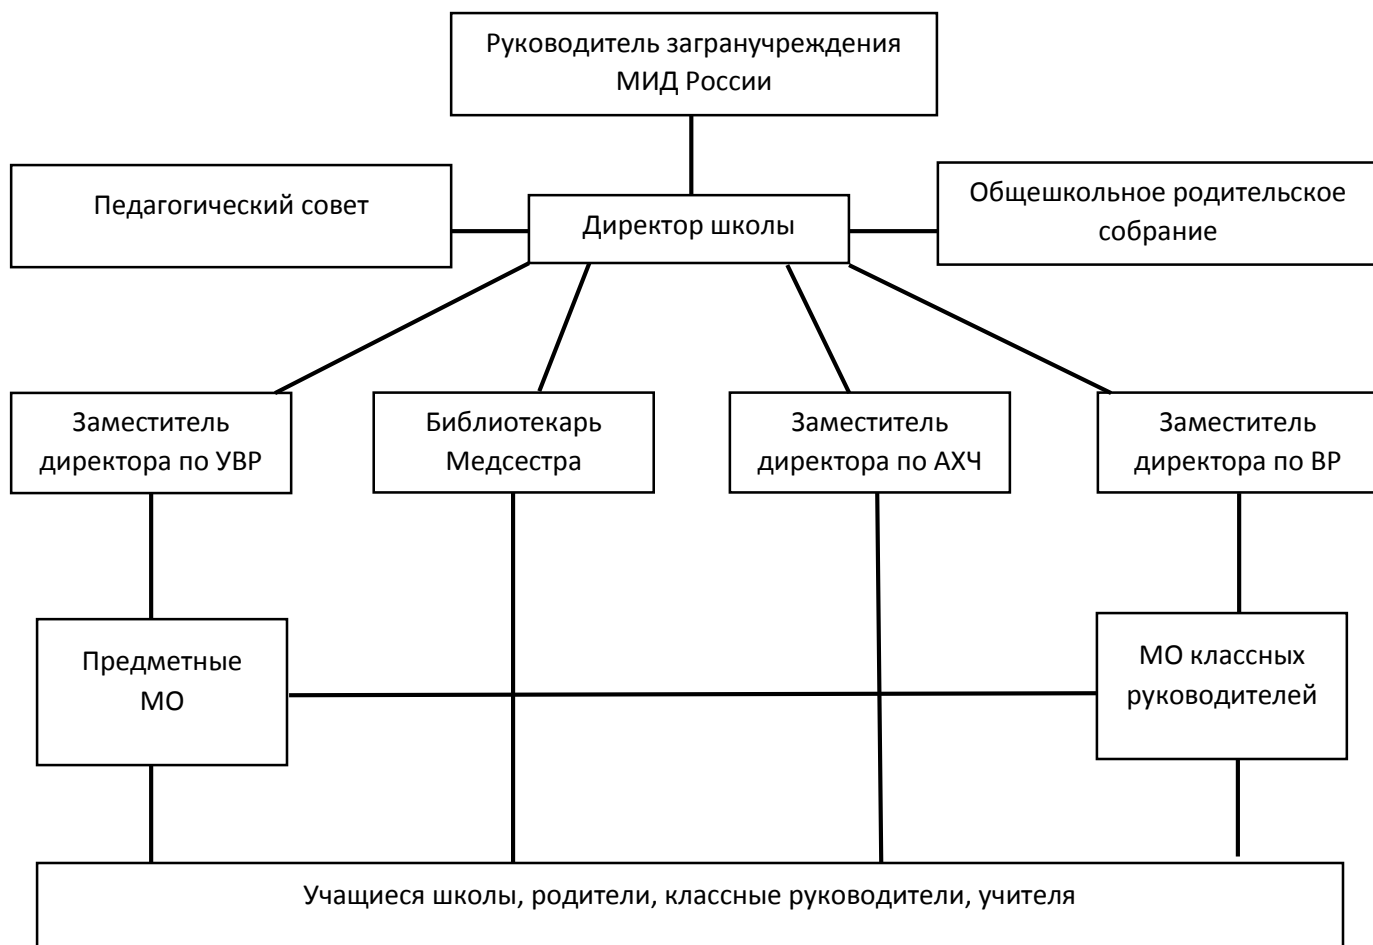 Руководитель загранучреждения
МИД России
Педагогический совет
Директор школы
Общешкольное родительское
собрание
Заместитель
директора по УВР
Библиотекарь
Медсестра
Заместитель
директора по АХЧ
Заместитель
директора по ВР
Предметные
МО
МО классных
руководителей
Учащиеся школы, родители, классные руководители, учителя